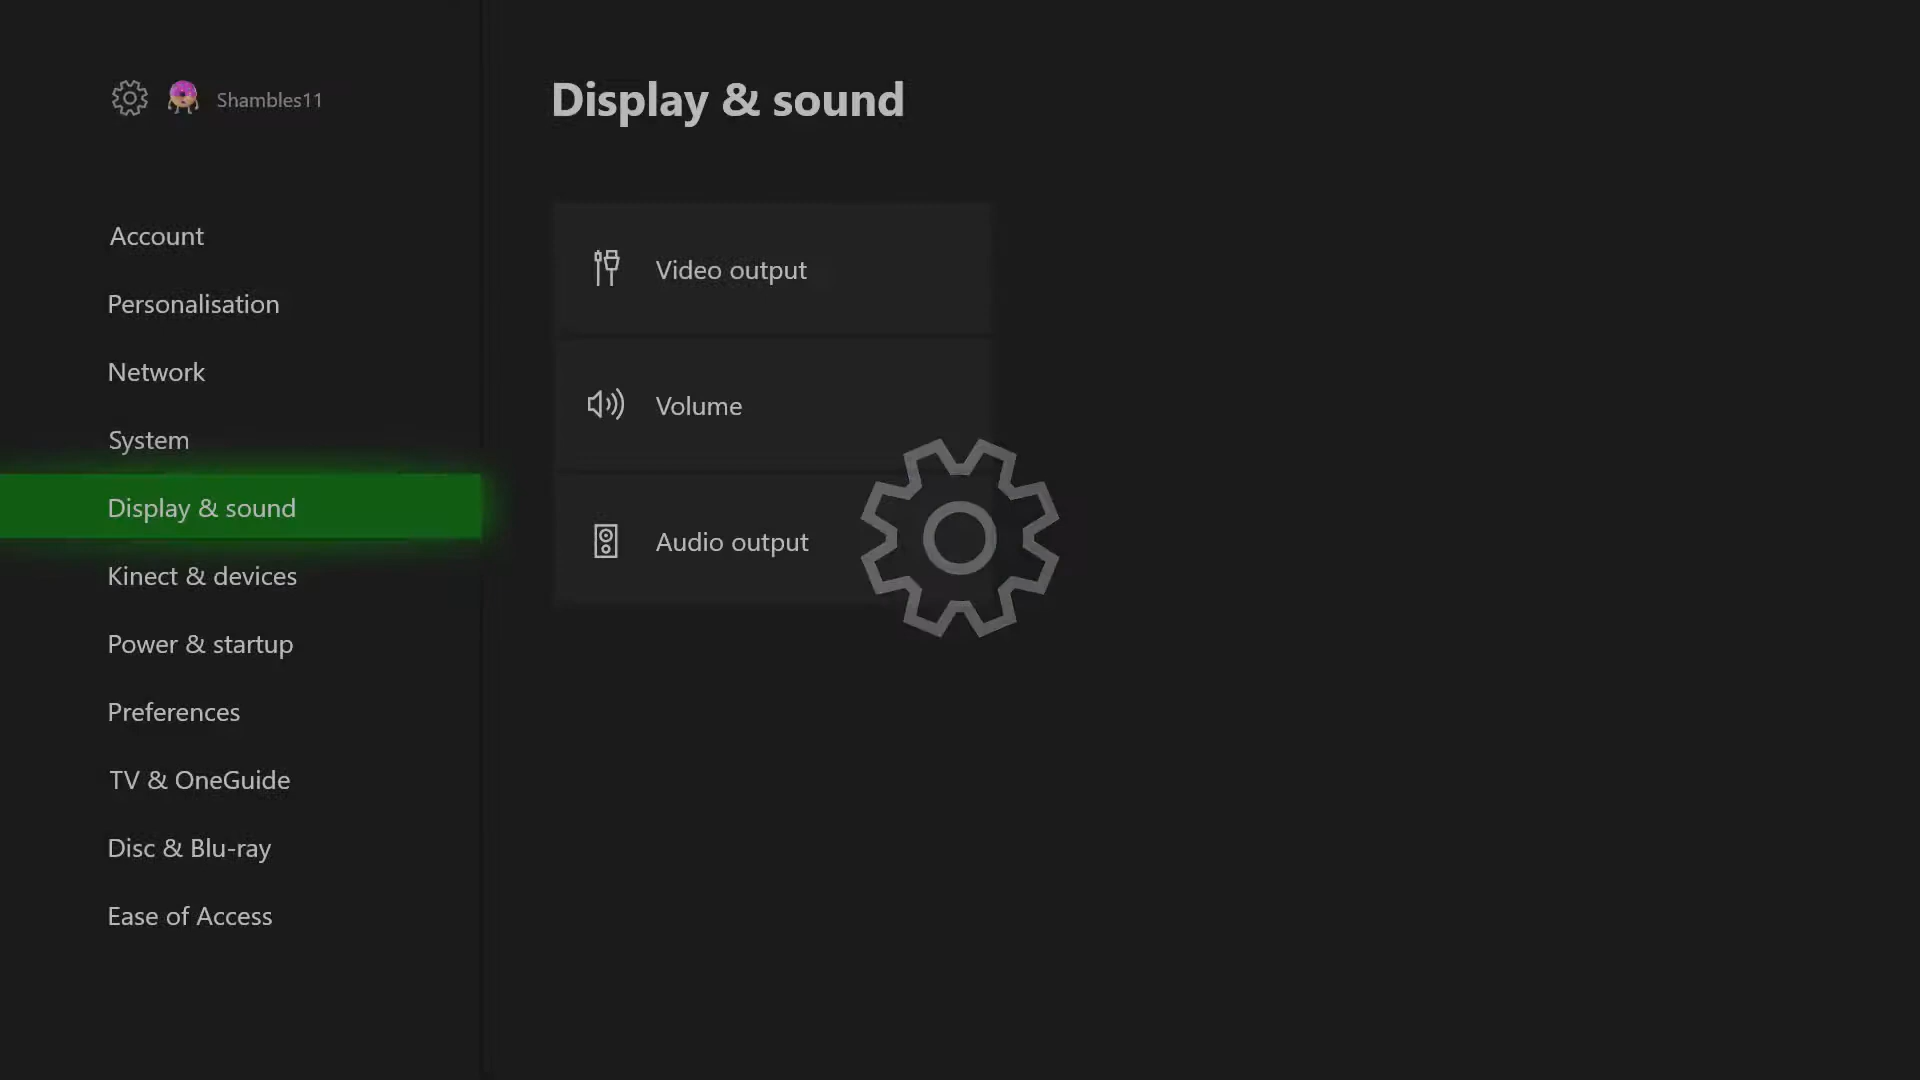 Shambles11
Account
Personalisation
Network
System
Display & sound
Kinect & devices
Power & startup
Preferences
TV & OneGuide
Disc & Blu-ray
Ease of Access
Display & sound
Video output
Volume
Audio output